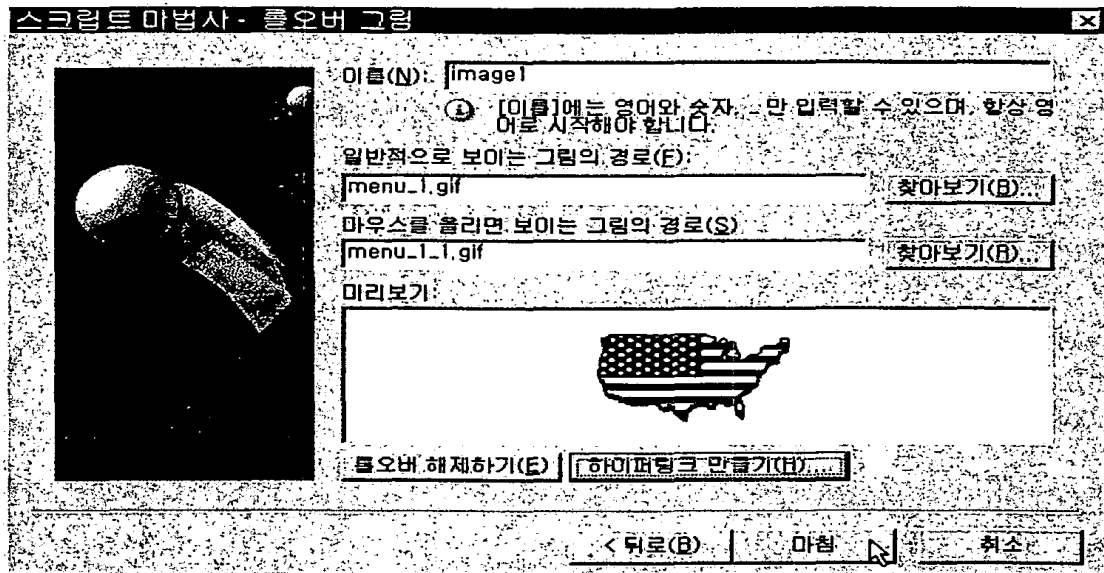 스크립트 마법사 - 롤오버 그림
이름(N):
image1
[이름]에는 영어와 숫자, _ 만 입력할 수 있으며, 항상 영
어로 시작해야 합니다.
일반적으로 보이는 그림의 경로(F):
menu_1.gif
찾아보기(B)...
마우스를 올리면 보이는 그림의 경로(S)
menu_1_1.gif
찾아보기(R)...
미리보기
롤오버 해제하기(E)
하이퍼링크 만들기(H)...
< 뒤로(B)
마침
취소